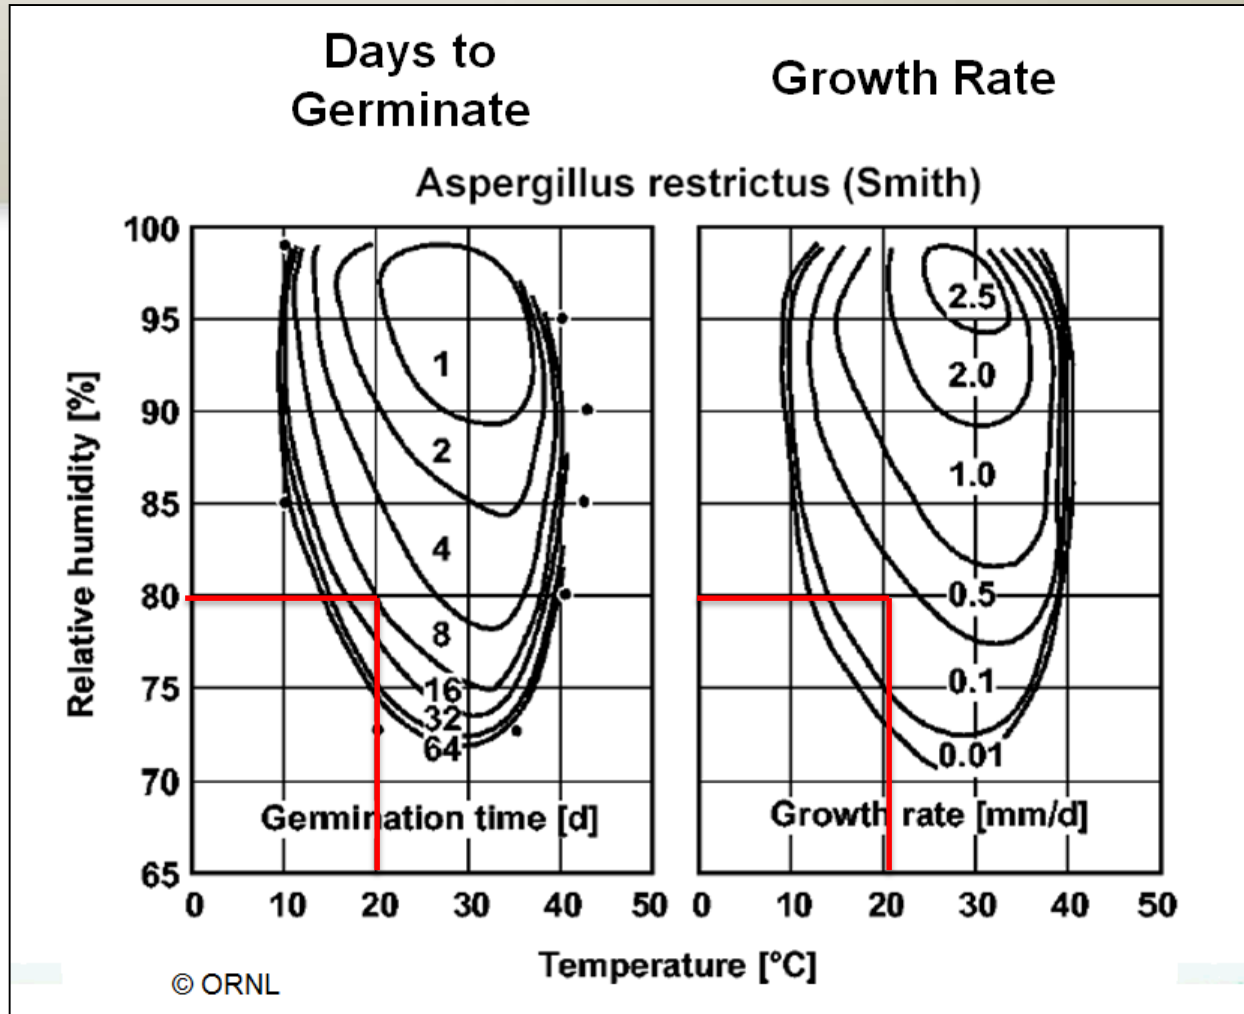 Days to
Germinate
Growth Rate
Aspergillus restrictus (Smith)
Relative humidity [%]
100
95
90
85
80
75
70
65
1
2
4
8
16
32
64
Germination time [d]
0 10 20 30 40 50
2.5
2.0
1.0
0.5
0.1
0.01
Growth rate [mm/d]
0 10 20 30 40 50
Temperature [°C]
© ORNL